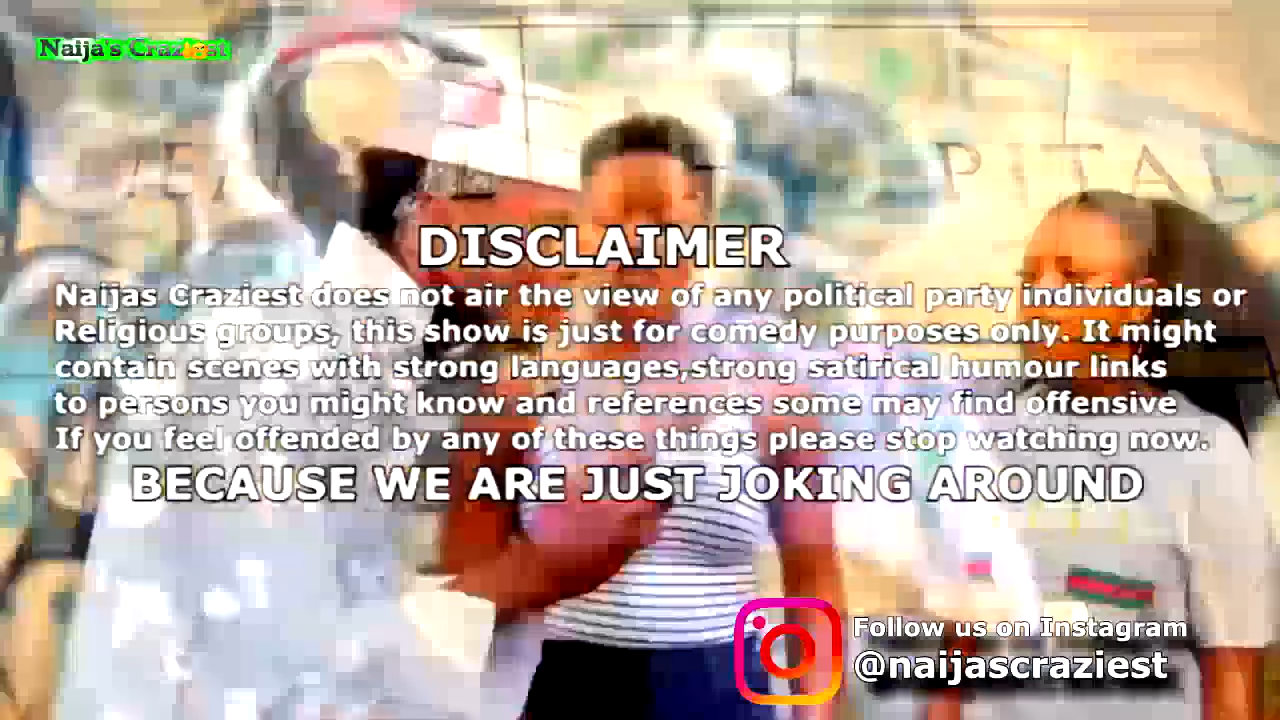 Naija's Craziest
PITAL
DISCLAIMER
Naijas Craziest does not air the view of any political party individuals or
Religious groups, this show is just for comedy purposes only. It might
contain scenes with strong languages,strong satirical humour links
to persons you might know and references some may find offensive
If you feel offended by any of these things please stop watching now.
BECAUSE WE ARE JUST JOKING AROUND
Follow us on Instagram
@naijascraziest